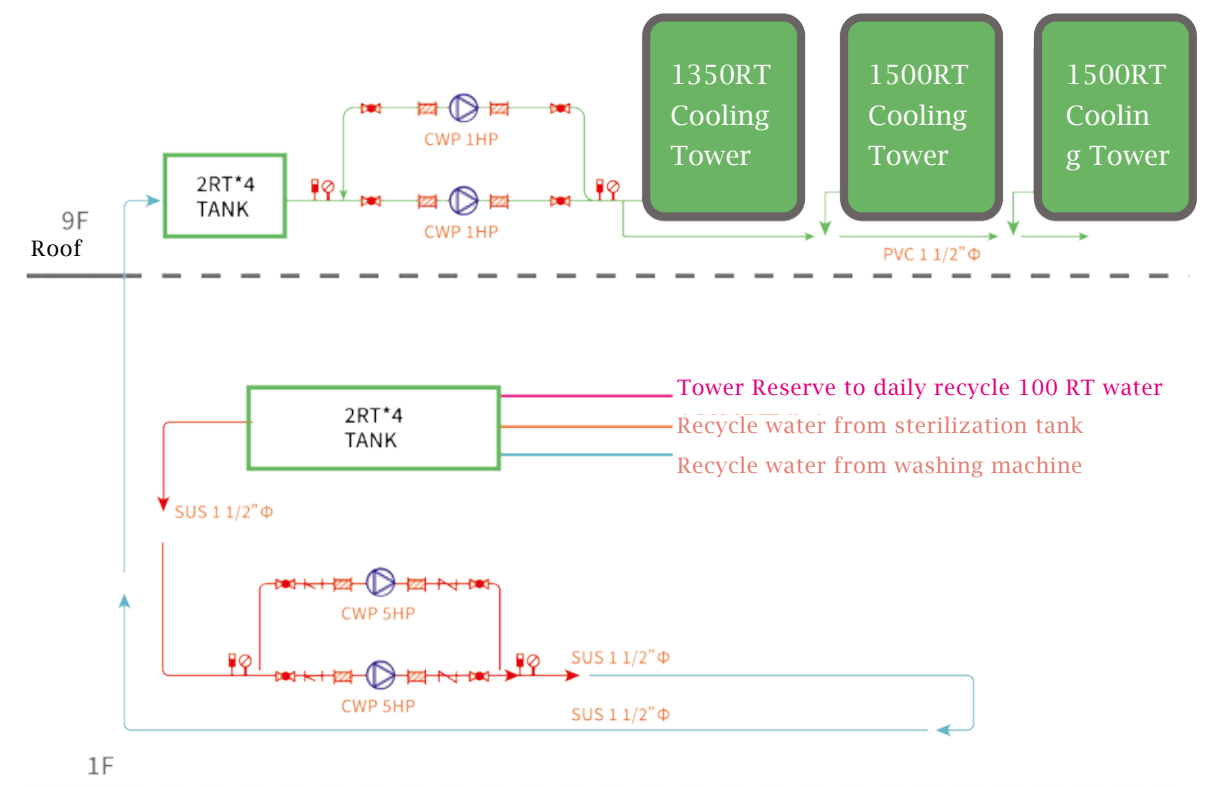 1350RT
Cooling
Tower
1500RT
Cooling
Tower
1500RT
Coolin
g Tower
CWP 1HP
2RT*4
TANK
CWP 1HP
9F
Roof
PVC 1 1/2”Φ
Tower Reserve to daily recycle 100 RT water
2RT*4
TANK
Recycle water from sterilization tank
Recycle water from washing machine
SUS 1 1/2”Φ
CWP 5HP
SUS 1 1/2”Φ
CWP 5HP
SUS 1 1/2”Φ
1F